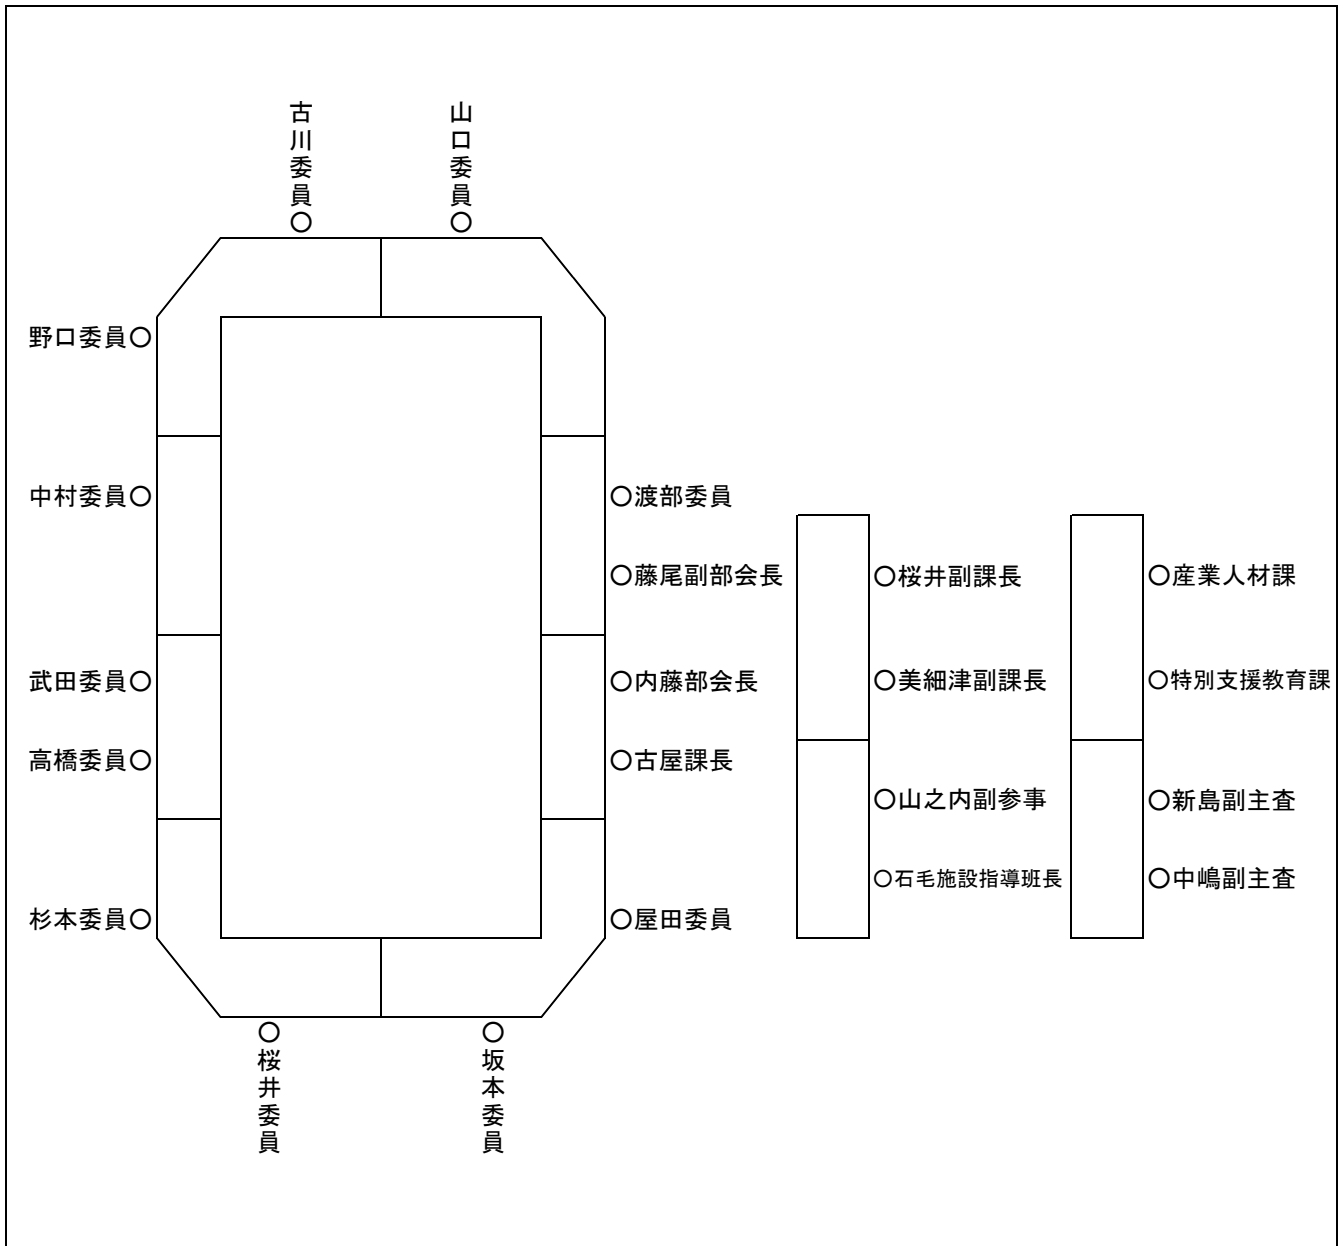 古川委員○
山口委員○
野口委員○
中村委員○
○渡部委員
○藤尾副部会長
○桜井副課長
○産業人材課
武田委員○
○内藤部会長
○美細津副課長
○特別支援教育課
高橋委員○
○古屋課長
○山之内副参事
○新島副主査
○石毛施設指導班長
○中嶋副主査
杉本委員○
○屋田委員
○桜井委員
○坂本委員